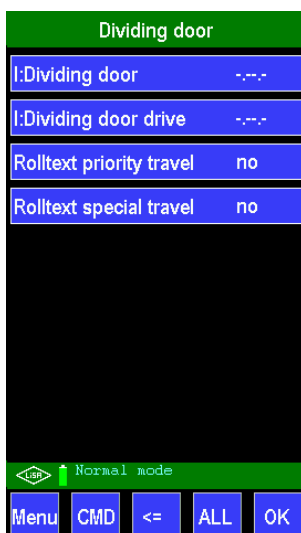 Dividing door
I:Dividing door -.--.-
I:Dividing door drive -.--.-
Rolltext priority travel no
Rolltext special travel no
LiSA Normal mode
Menu CMD <= ALL OK